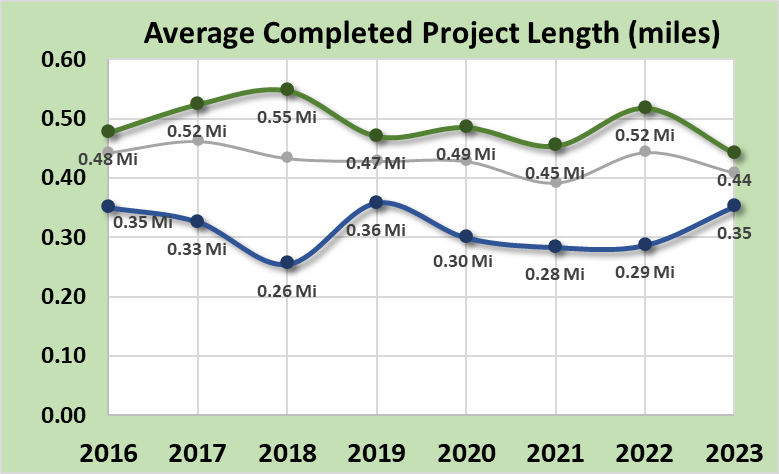 Average Completed Project Length (miles)
0.60
0.50
0.40
0.30
0.20
0.10
0.00
0.48 Mi
0.52 Mi
0.55 Mi
0.47 Mi
0.49 Mi
0.45 Mi
0.52 Mi
0.44
0.35 Mi
0.33 Mi
0.26 Mi
0.36 Mi
0.30 Mi
0.28 Mi
0.29 Mi
0.35
2016 2017 2018 2019 2020 2021 2022 2023